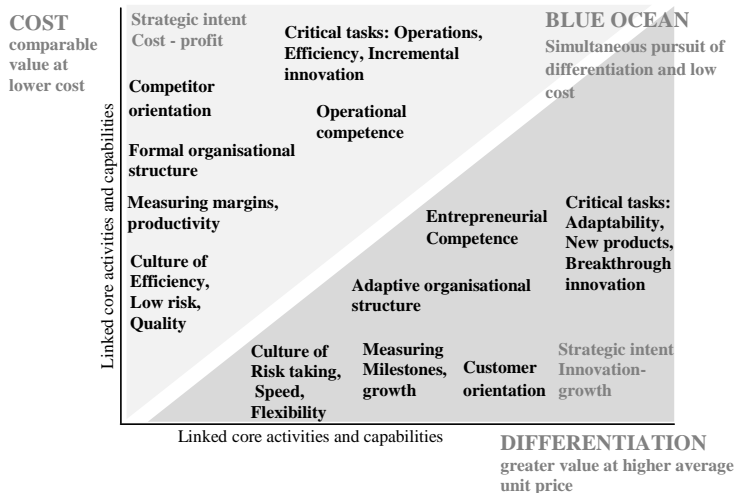 COST
comparable
value at
lower cost
Strategic intent
Cost - profit
Critical tasks: Operations,
Efficiency, Incremental
innovation
BLUE OCEAN
Simultaneous pursuit of
differentiation and low
cost
Competitor
orientation
Operational
competence
Formal organisational
structure
Measuring margins,
productivity
Culture of
Efficiency,
Low risk,
Quality
Linked core activities and capabilities
Entrepreneurial
Competence
Critical tasks:
Adaptability,
New products,
Breakthrough
innovation
Adaptive organisational
structure
Culture of
Risk taking,
Speed,
Flexibility
Measuring
Milestones,
growth
Customer
orientation
Strategic intent
Innovation-
growth
Linked core activities and capabilities
DIFFERENTIATION
greater value at higher average
unit price